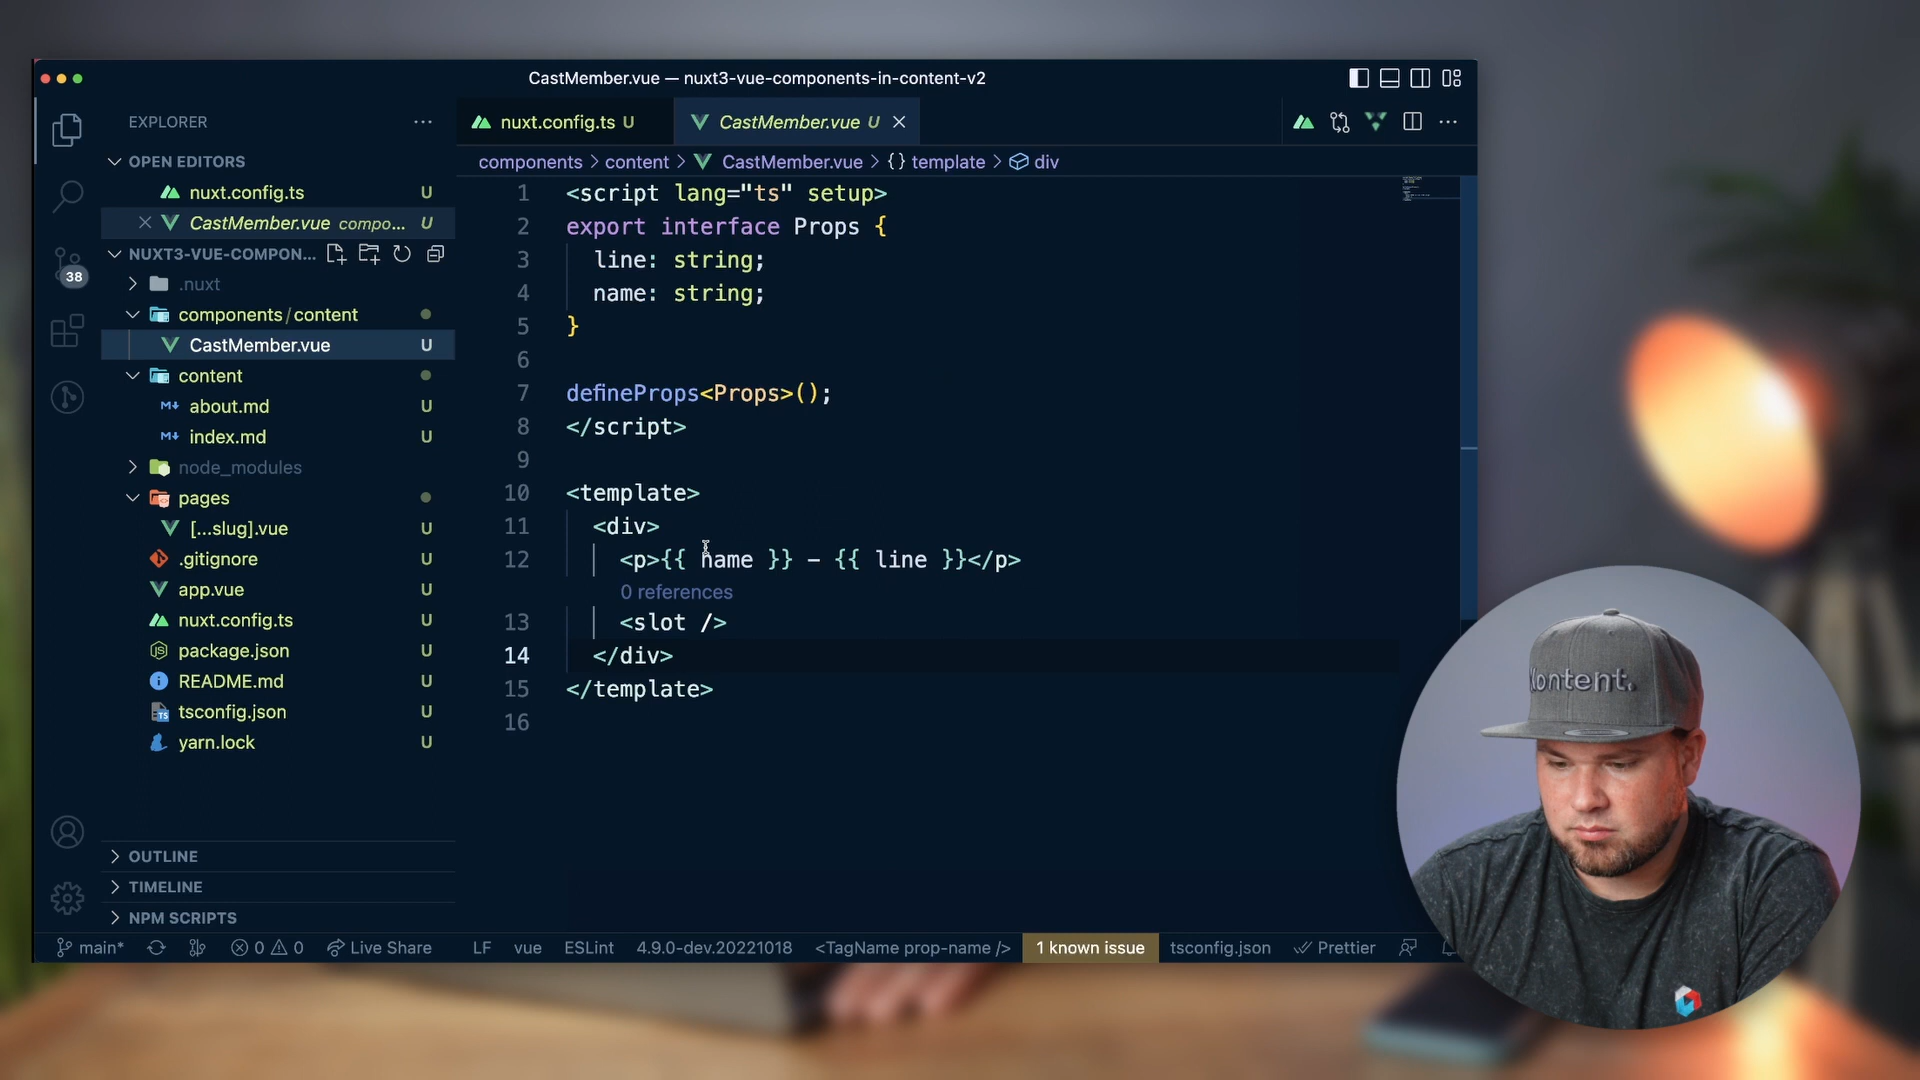 CastMember.vue — nuxt3-vue-components-in-content-v2
EXPLORER
nuxt.config.ts U
CastMember.vue U
OPEN EDITORS
components > content > CastMember.vue > {} template > div
nuxt.config.ts U
CastMember.vue compo... U
NUXT3-VUE-COMPON...
38
.nuxt
components/content
CastMember.vue U
content
about.md U
index.md U
node_modules
pages
[...slug].vue U
.gitignore U
app.vue U
nuxt.config.ts U
package.json U
README.md U
tsconfig.json U
yarn.lock U
OUTLINE
TIMELINE
NPM SCRIPTS
1 <script lang="ts" setup>
2 export interface Props {
3 line: string;
4 name: string;
5 }
6
7 defineProps<Props>();
8 </script>
9
10 <template>
11 <div>
12 <p>{{ name }} - {{ line }}</p>
0 references
13 <slot />
14 </div>
15 </template>
16
main* 0 0 Live Share LF vue ESLint 4.9.0-dev.20221018 <TagName prop-name /> 1 known issue tsconfig.json Prettier
Kontent.